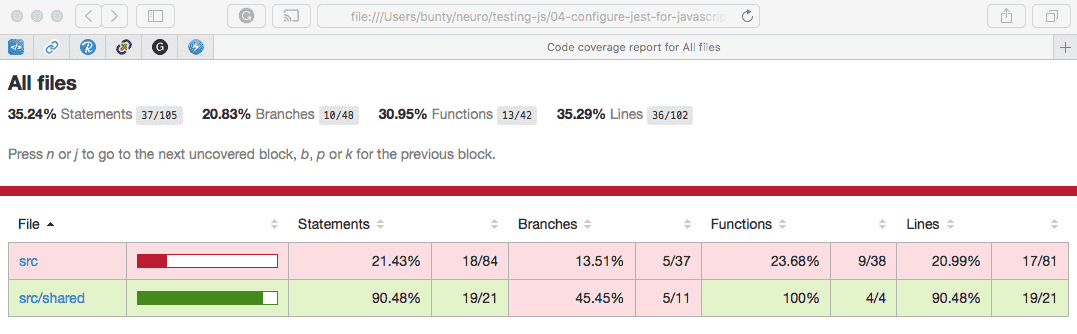 file:///Users/bunty/neuro/testing-js/04-configure-jest-for-javascrip
G
Code coverage report for All files
All files
35.24% Statements 37/105 20.83% Branches 10/48 30.95% Functions 13/42 35.29% Lines 36/102
Press n or j to go to the next uncovered block, b, p or k for the previous block.
File Statements Branches Functions Lines
src 21.43% 18/84 13.51% 5/37 23.68% 9/38 20.99% 17/81
src/shared 90.48% 19/21 45.45% 5/11 100% 4/4 90.48% 19/21